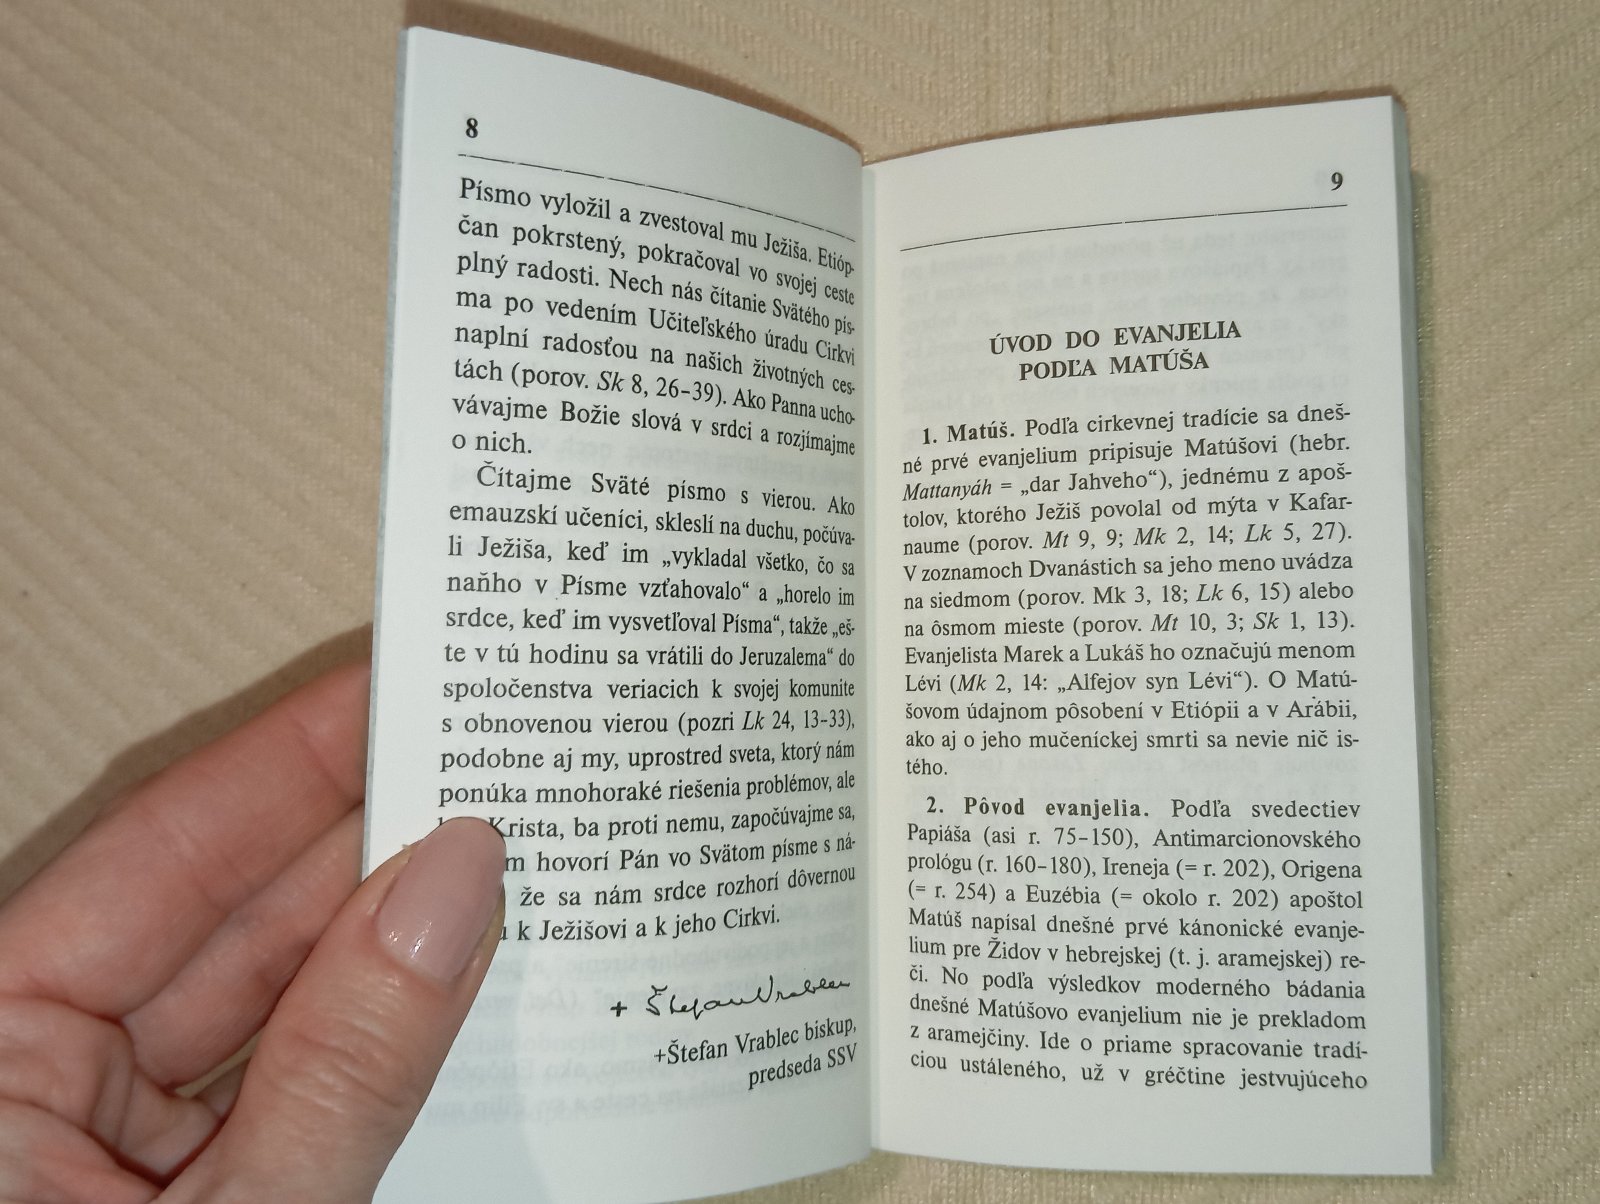 8
Písmo vyložil a zvestoval mu Ježiša. Etióp-
čan pokrstený, pokračoval vo svojej ceste
plný radosti. Nech nás čítanie Svätého pís-
ma po vedením Učiteľského úradu Cirkvi
naplní radosťou na našich životných ces-
tách (porov. Sk 8, 26–39). Ako Panna ucho-
vávajme Božie slová v srdci a rozjímajme
o nich.
Čítajme Sväté písmo s vierou. Ako
emauzskí učeníci, skleslí na duchu, počúva-
li Ježiša, keď im „vykladal všetko, čo sa
naňho v Písme vzťahovalo“ a „horelo im
srdce, keď im vysvetľoval Písma“, takže „eš-
te v tú hodinu sa vrátili do Jeruzalema“ do
spoločenstva veriacich k svojej komunite
s obnovenou vierou (pozri Lk 24, 13–33),
podobne aj my, uprostred sveta, ktorý nám
ponúka mnohoraké riešenia problémov, ale
Krista, ba proti nemu, započúvajme sa,
hovorí Pán vo Svätom písme s ná-
že sa nám srdce rozhorí dôvernou
k Ježišovi a k jeho Cirkvi.
+ Štefan Vrablec
+Štefan Vrablec biskup,
predseda SSV
9
ÚVOD DO EVANJELIA
PODĽA MATÚŠA
1. Matúš. Podľa cirkevnej tradície sa dneš-
né prvé evanjelium pripisuje Matúšovi (hebr.
Mattanyáh = „dar Jahveho“), jednému z apoš-
tolov, ktorého Ježiš povolal od mýta v Kafar-
naume (porov. Mt 9, 9; Mk 2, 14; Lk 5, 27).
V zoznamoch Dvanástich sa jeho meno uvádza
na siedmom (porov. Mk 3, 18; Lk 6, 15) alebo
na ôsmom mieste (porov. Mt 10, 3; Sk 1, 13).
Evanjelista Marek a Lukáš ho označujú menom
Lévi (Mk 2, 14: „Alfejov syn Lévi“). O Matú-
šovom údajnom pôsobení v Etiópii a v Arábii,
ako aj o jeho mučeníckej smrti sa nevie nič is-
tého.
2. Pôvod evanjelia. Podľa svedectiev
Papiáša (asi r. 75–150), Antimarcionovského
prológu (r. 160–180), Ireneja (= r. 202), Origena
(= r. 254) a Euzébia (= okolo r. 202) apoštol
Matúš napísal dnešné prvé kánonické evanje-
lium pre Židov v hebrejskej (t. j. aramejskej) re-
či. No podľa výsledkov moderného bádania
dnešné Matúšovo evanjelium nie je prekladom
z aramejčiny. Ide o priame spracovanie tradí-
ciou ustáleného, už v gréčtine jestvujúceho